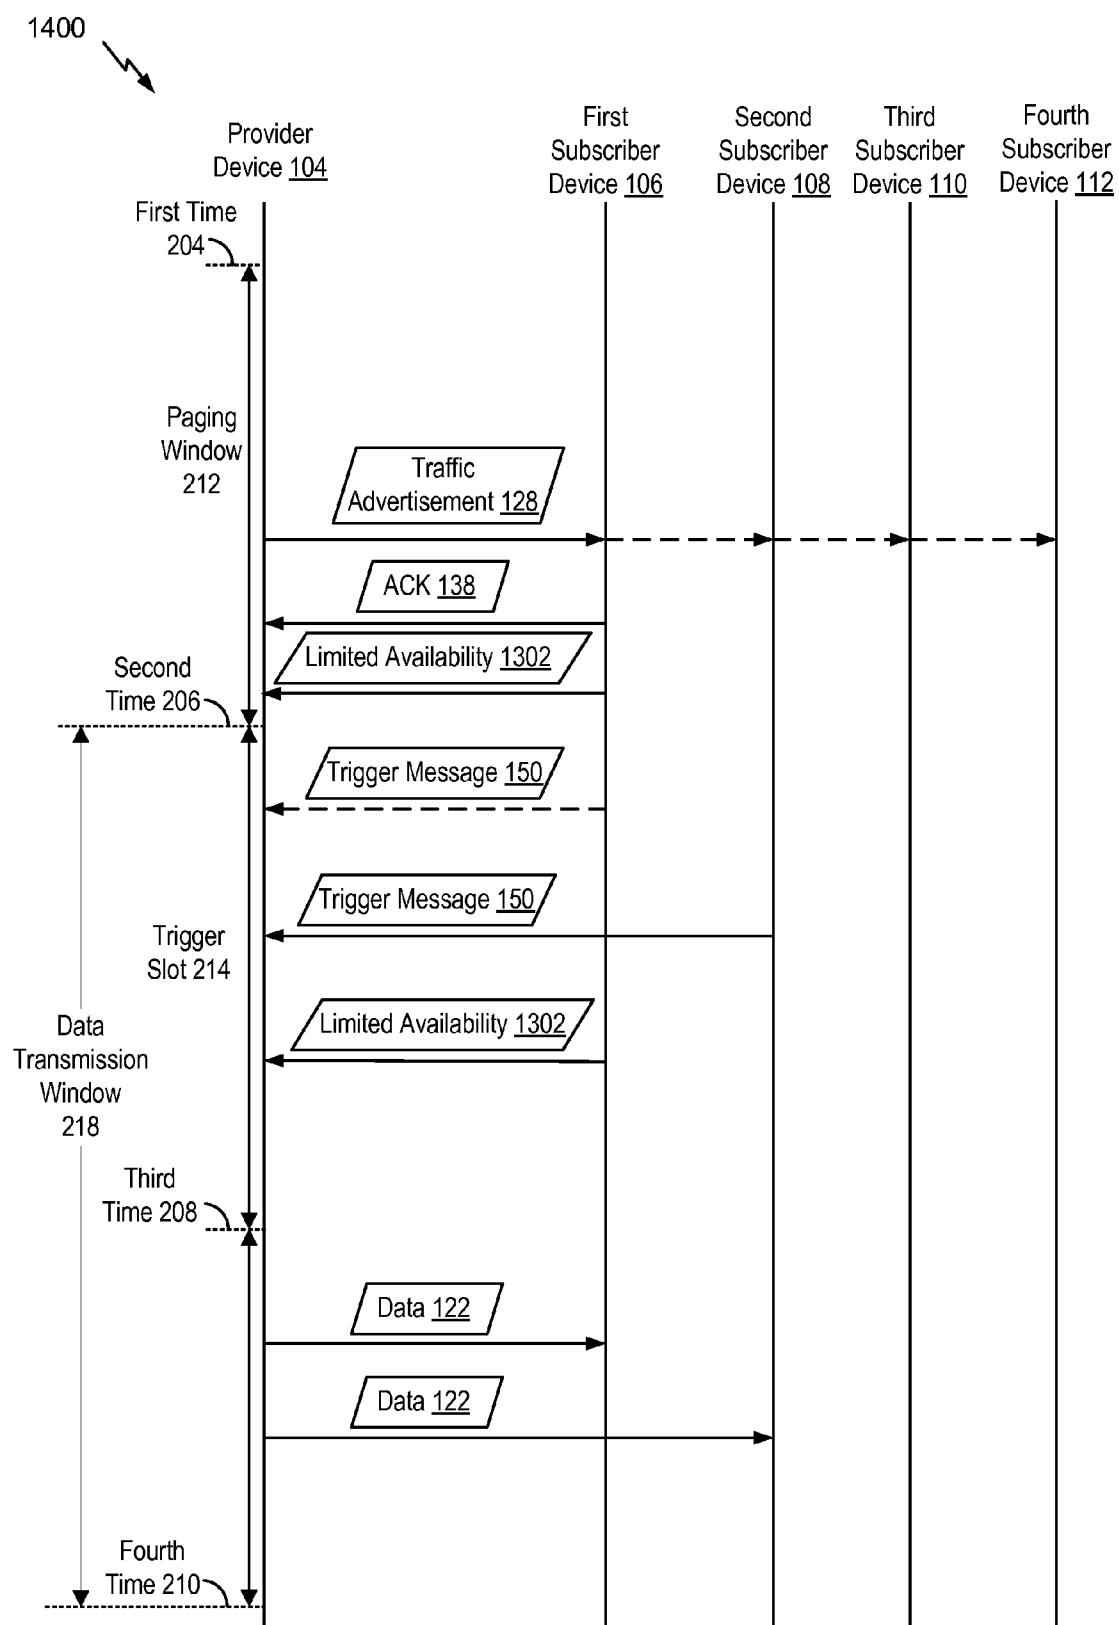 1400
Provider
Device 104
First
Subscriber
Device 106
Second
Subscriber
Device 108
Third
Subscriber
Device 110
Fourth
Subscriber
Device 112
First Time
204
Paging
Window
212
Traffic
Advertisement 128
ACK 138
Limited Availability 1302
Second
Time 206
Trigger Message 150
Trigger Message 150
Trigger
Slot 214
Limited Availability 1302
Data
Transmission
Window
218
Third
Time 208
Data 122
Data 122
Fourth
Time 210